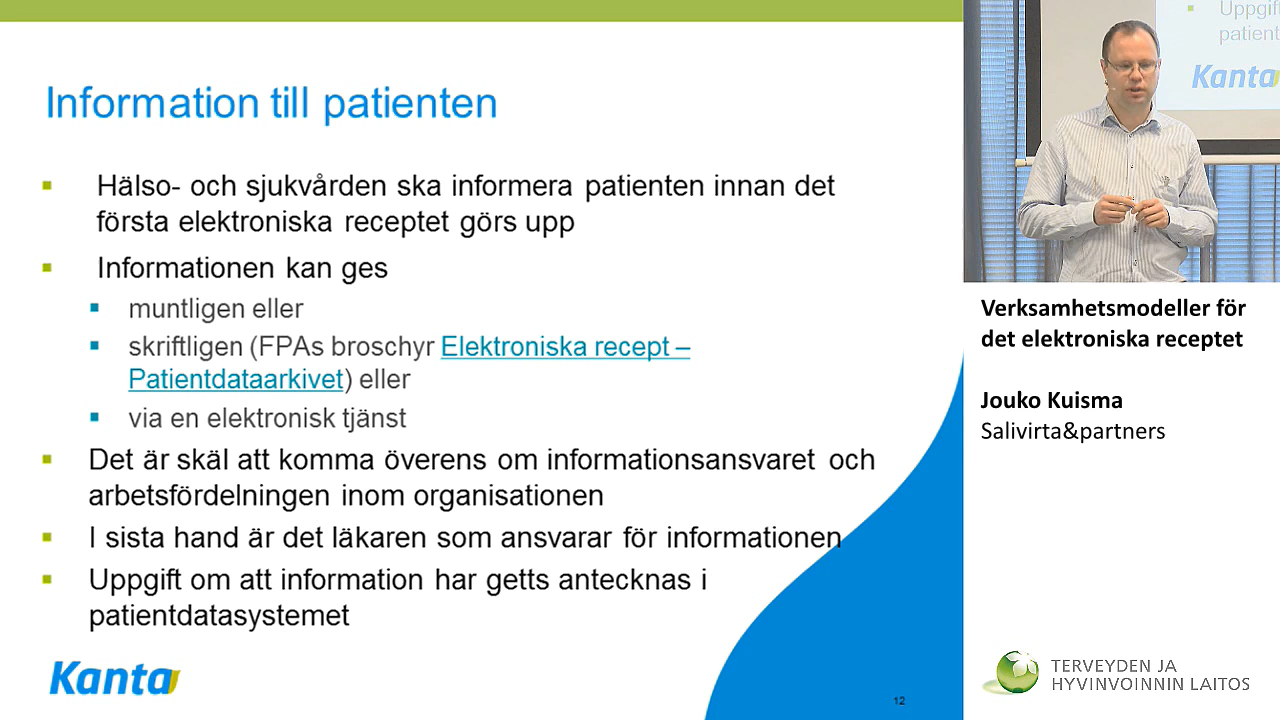 Information till patienten
Hälso- och sjukvården ska informera patienten innan det
första elektroniska receptet görs upp
Informationen kan ges
muntligen eller
skriftligen (FPAs broschyr Elektroniska recept –
Patientdataarkivet) eller
via en elektronisk tjänst
Det är skäl att komma överens om informationsansvaret och
arbetsfördelningen inom organisationen
I sista hand är det läkaren som ansvarar för informationen
Uppgift om att information har getts antecknas i
patientdatasystemet
Kanta
12
Uppgift
patient
Kanta
Verksamhetsmodeller för
det elektroniska receptet
Jouko Kuisma
Salivirta&partners
TERVEYDEN JA
HYVINVOINNIN LAITOS